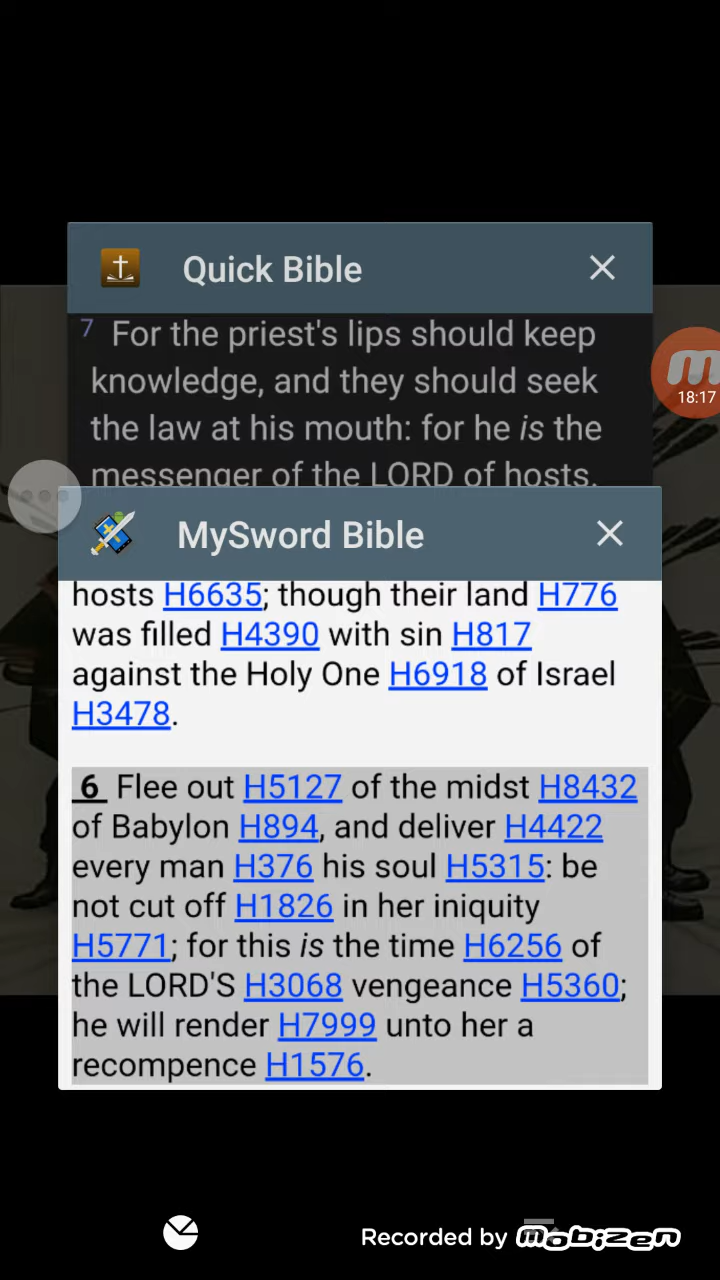 Quick Bible
7 For the priest's lips should keep
knowledge, and they should seek
the law at his mouth: for he is the
messenger of the LORD of hosts.
18:17
MySword Bible
hosts H6635; though their land H776
was filled H4390 with sin H817
against the Holy One H6918 of Israel
H3478.
6 Flee out H5127 of the midst H8432
of Babylon H894, and deliver H4422
every man H376 his soul H5315: be
not cut off H1826 in her iniquity
H5771; for this is the time H6256 of
the LORD'S H3068 vengeance H5360;
he will render H7999 unto her a
recompence H1576.
Recorded by mobizen